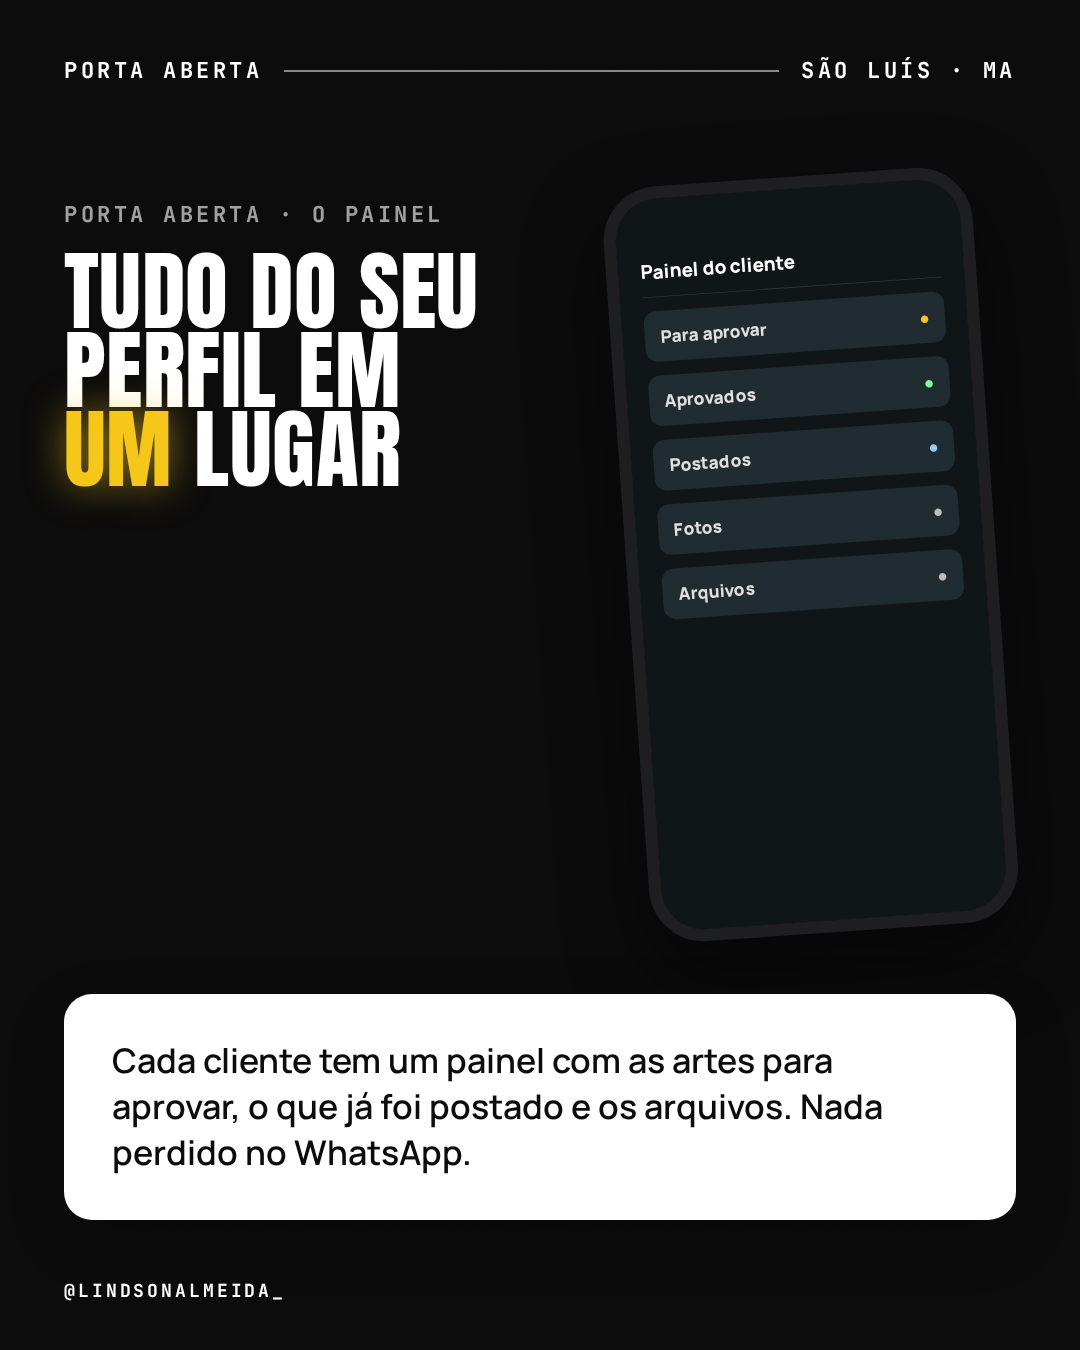 PORTA ABERTA
SÃO LUÍS · MA
PORTA ABERTA · O PAINEL
TUDO DO SEU
PERFIL EM
UM LUGAR
Painel do cliente
Para aprovar
Aprovados
Postados
Fotos
Arquivos
Cada cliente tem um painel com as artes para
aprovar, o que já foi postado e os arquivos. Nada
perdido no WhatsApp.
@LINDSONALMEIDA_